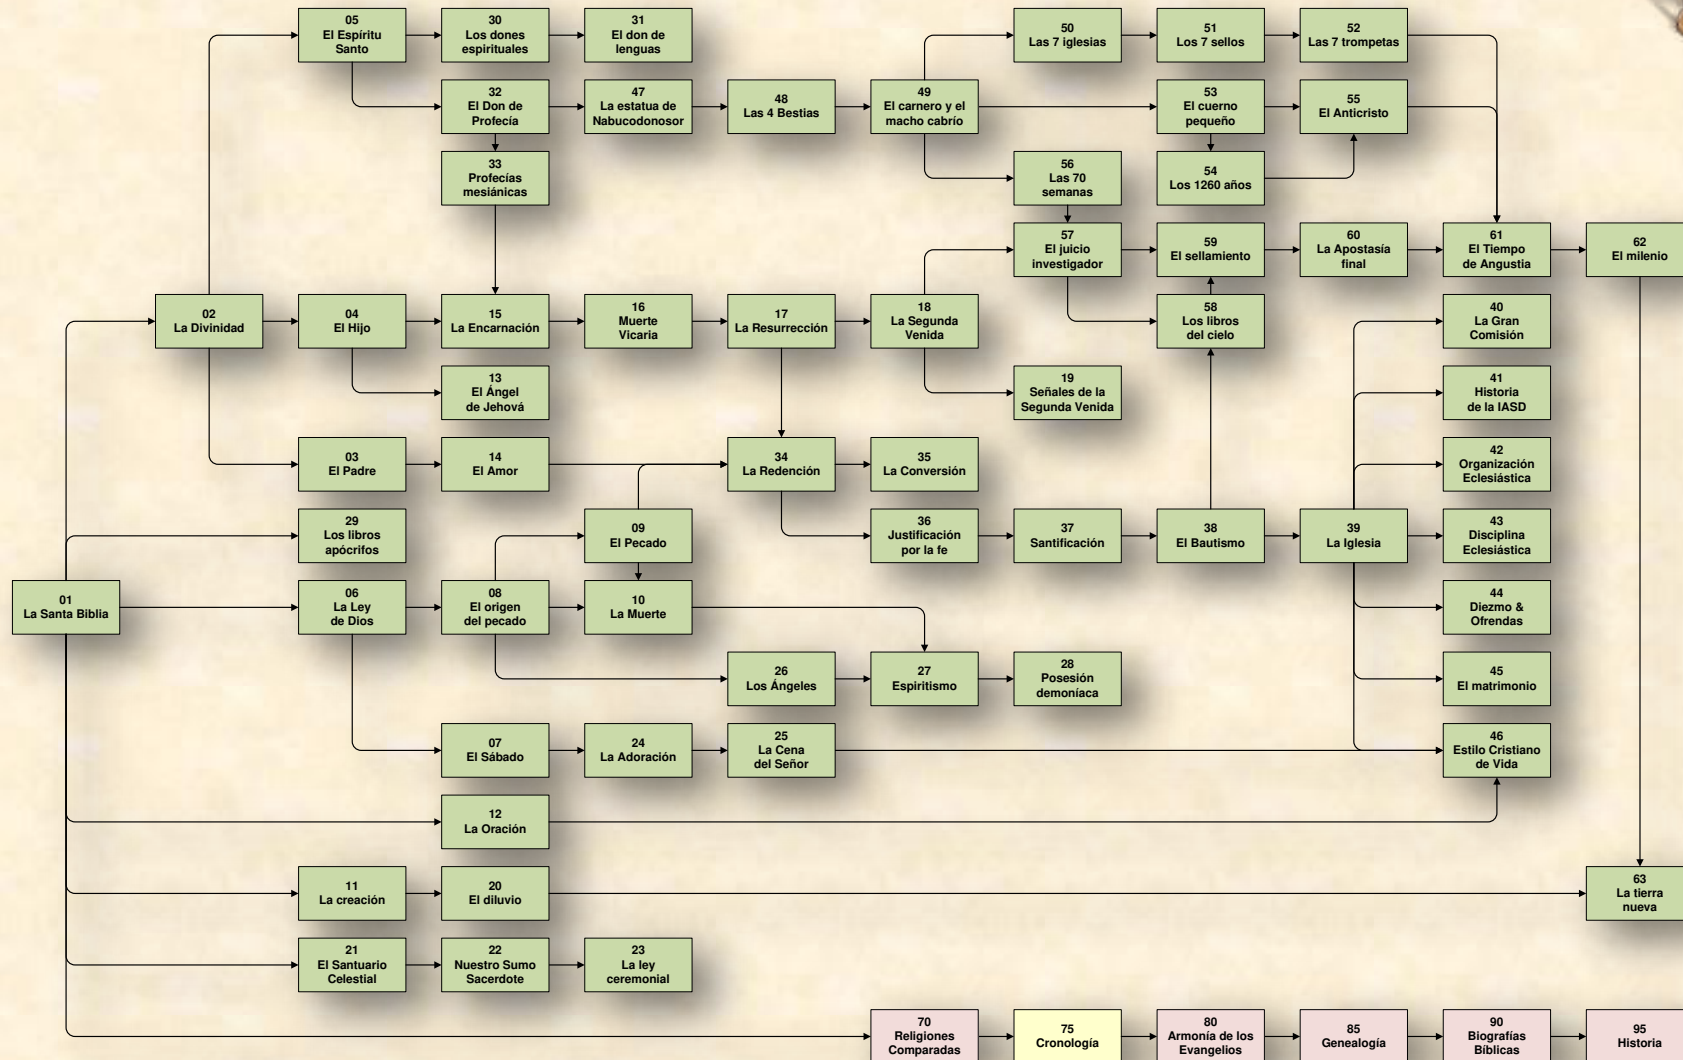 05
El Espíritu
Santo
30
Los dones
espirituales
31
El don de
lenguas
50
Las 7 iglesias
51
Los 7 sellos
52
Las 7 trompetas
32
El Don de
Profecía
47
La estatua de
Nabucodonosor
48
Las 4 Bestias
49
El carnero y el
macho cabrío
53
El cuerno
pequeño
55
El Anticristo
33
Profecías
mesiánicas
56
Las 70
semanas
54
Los 1260 años
57
El juicio
investigador
59
El sellamiento
60
La Apostasía
final
61
El Tiempo
de Angustia
62
El milenio
02
La Divinidad
04
El Hijo
15
La Encarnación
16
Muerte
Vicaria
17
La Resurrección
18
La Segunda
Venida
58
Los libros
del cielo
40
La Gran
Comisión
13
El Ángel
de Jehová
19
Señales de la
Segunda Venida
41
Historia
de la IASD
03
El Padre
14
El Amor
34
La Redención
35
La Conversión
42
Organización
Eclesiástica
29
Los libros
apócrifos
09
El Pecado
36
Justificación
por la fe
37
Santificación
38
El Bautismo
39
La Iglesia
43
Disciplina
Eclesiástica
01
La Santa Biblia
06
La Ley
de Dios
08
El origen
del pecado
10
La Muerte
44
Diezmo &
Ofrendas
26
Los Ángeles
27
Espiritismo
28
Posesión
demoníaca
45
El matrimonio
07
El Sábado
24
La Adoración
25
La Cena
del Señor
46
Estilo Cristiano
de Vida
12
La Oración
11
La creación
20
El diluvio
63
La tierra
nueva
21
El Santuario
Celestial
22
Nuestro Sumo
Sacerdote
23
La ley
ceremonial
70
Religiones
Comparadas
75
Cronología
80
Armonía de los
Evangelios
85
Genealogía
90
Biografías
Bíblicas
95
Historia